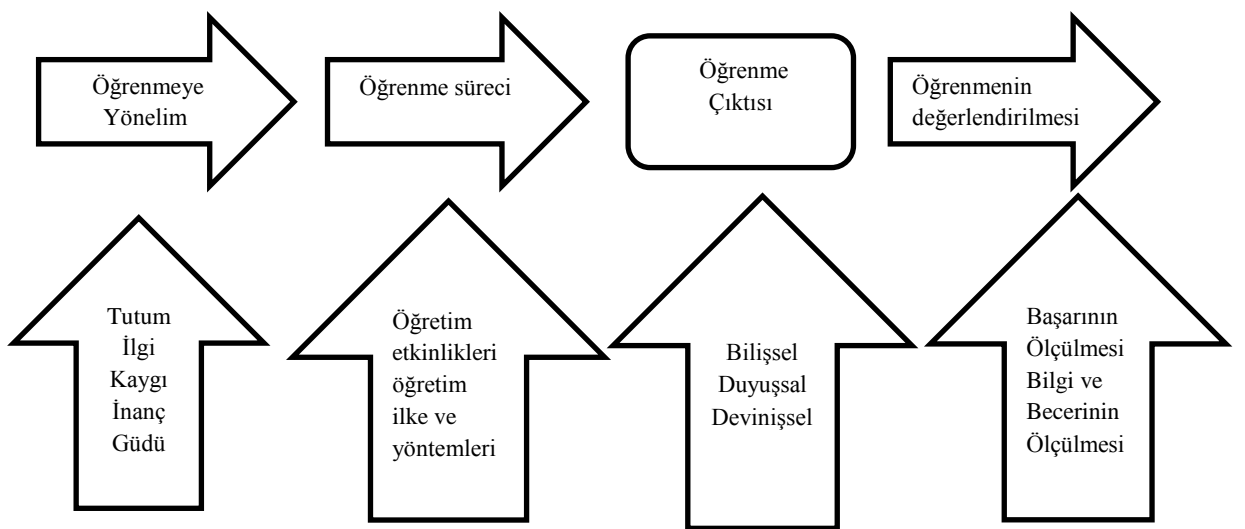 Öğrenmeye
Yönelim
Öğrenme süreci
Öğrenme
Çıktısı
Öğrenmenin
değerlendirilmesi
Tutum
İlgi
Kaygı
İnanç
Güdü
Öğretim
etkinlikleri
öğretim
ilke ve
yöntemleri
Bilişsel
Duyuşsal
Devinişsel
Başarının
Ölçülmesi
Bilgi ve
Becerinin
Ölçülmesi